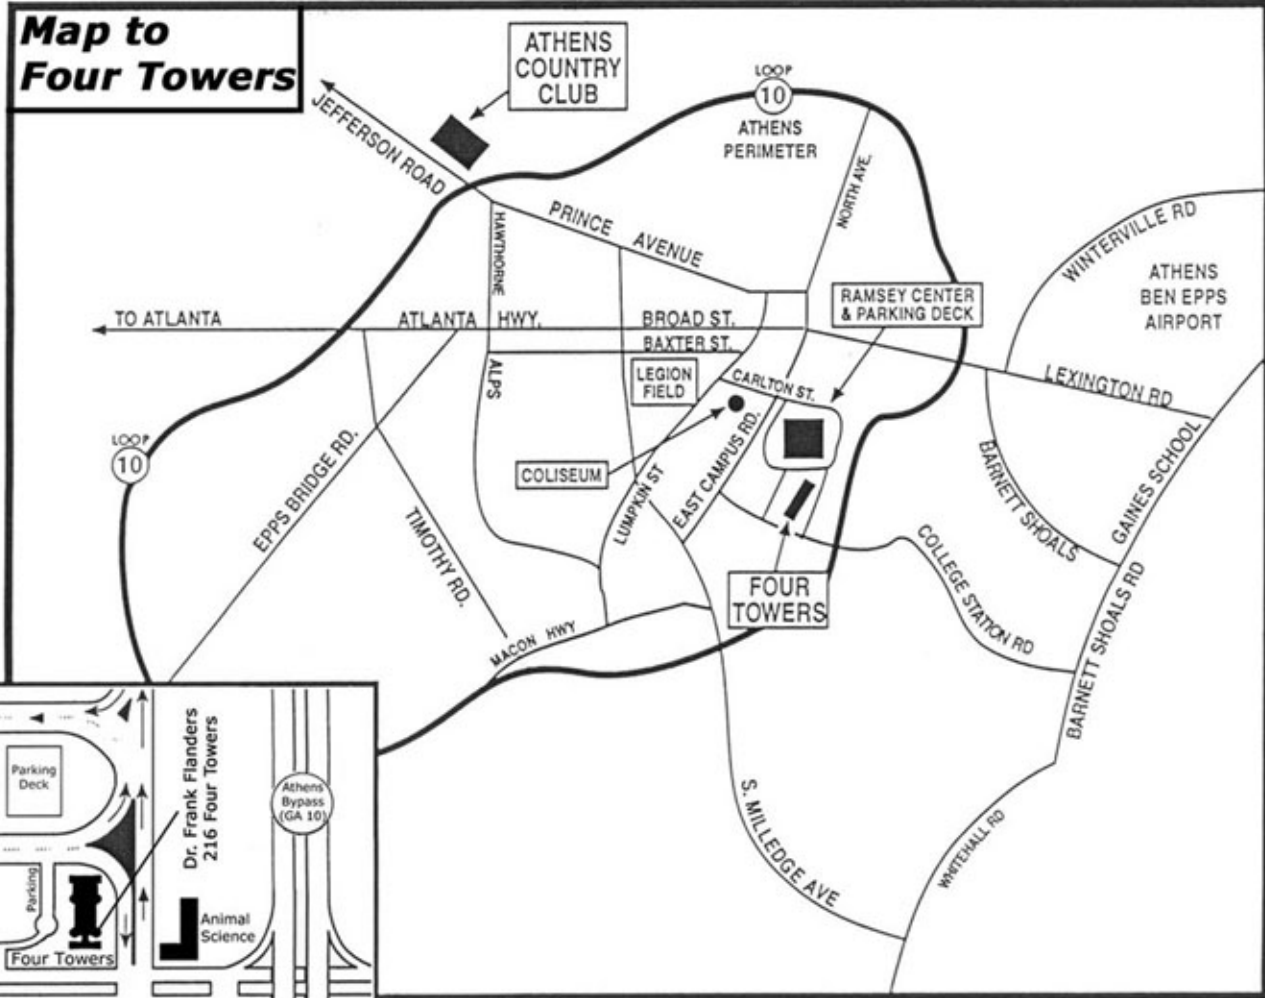 Map to
Four Towers
ATHENS
COUNTRY
CLUB
JEFFERSON ROAD
LOOP
10
ATHENS
PERIMETER
NORTH AVE.
WINTERVILLE RD
ATHENS
BEN EPPS
AIRPORT
HAWTHORNE
PRINCE AVENUE
RAMSEY CENTER
& PARKING DECK
TO ATLANTA
ATLANTA HWY.
BROAD ST.
BAXTER ST.
LEGION
FIELD
CARLTON ST.
LEXINGTON RD
ALPS
LOOP
10
EPPS BRIDGE RD.
TIMOTHY RD.
COLISEUM
LUMPKIN ST
EAST CAMPUS RD.
BARNETT SHOALS
GAINES SCHOOL
COLLEGE STATION RD
FOUR
TOWERS
MACON HWY
BARNETT SHOALS RD
S. MILLEDGE AVE
WHITEHALL RD
Parking
Deck
Dr. Frank Flanders
216 Four Towers
Athens
Bypass
(GA 10)
Parking
Animal
Science
Four Towers